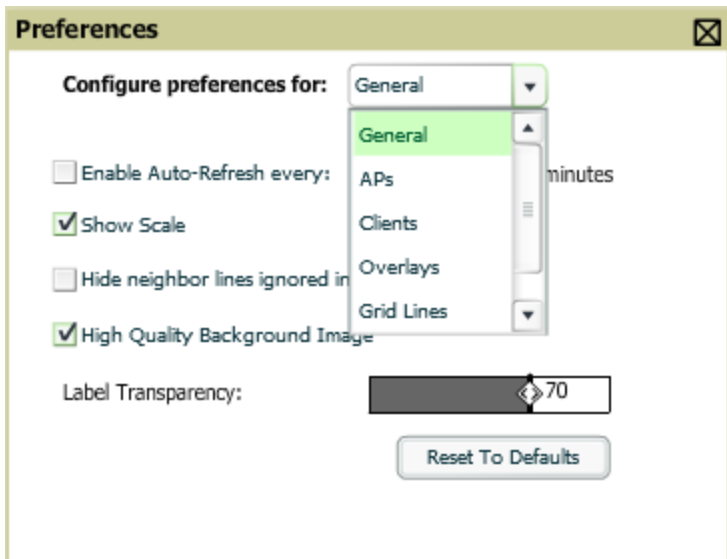 Preferences
Configure preferences for: General
General
Enable Auto-Refresh every: minutes
APs
Show Scale
Clients
Hide neighbor lines ignored in
Overlays
Grid Lines
High Quality Background Image
Label Transparency: 70
Reset To Defaults